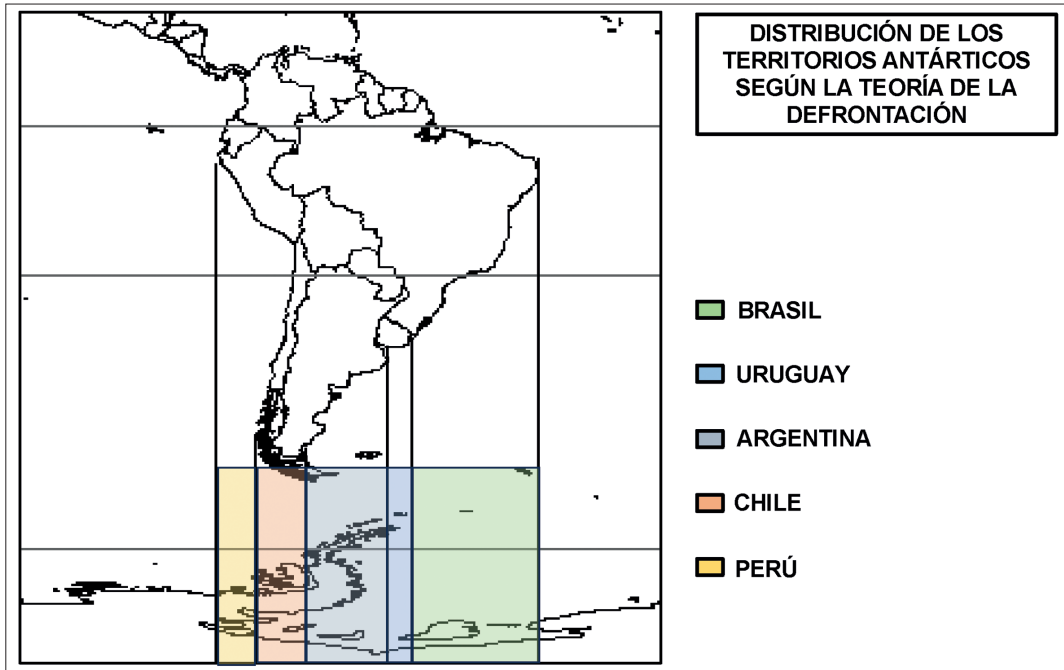 DISTRIBUCIÓN DE LOS
TERRITORIOS ANTÁRTICOS
SEGÚN LA TEORÍA DE LA
DEFRONTACIÓN
BRASIL
URUGUAY
ARGENTINA
CHILE
PERÚ